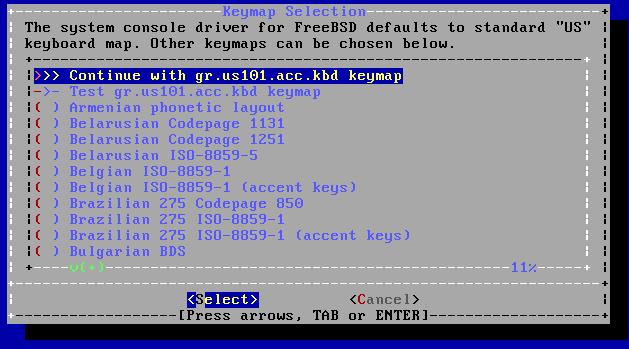 Keymap Selection
The system console driver for FreeBSD defaults to standard "US"
keyboard map. Other keymaps can be chosen below.
>>> Continue with gr.us101.acc.kbd keymap
->- Test gr.us101.acc.kbd keymap
( ) Armenian phonetic layout
( ) Belarusian Codepage 1131
( ) Belarusian Codepage 1251
( ) Belarusian ISO-8859-5
( ) Belgian ISO-8859-1
( ) Belgian ISO-8859-1 (accent keys)
( ) Brazilian 275 Codepage 850
( ) Brazilian 275 ISO-8859-1
( ) Brazilian 275 ISO-8859-1 (accent keys)
( ) Bulgarian BDS
v(+) 11%
<Select> <Cancel>
[Press arrows, TAB or ENTER]